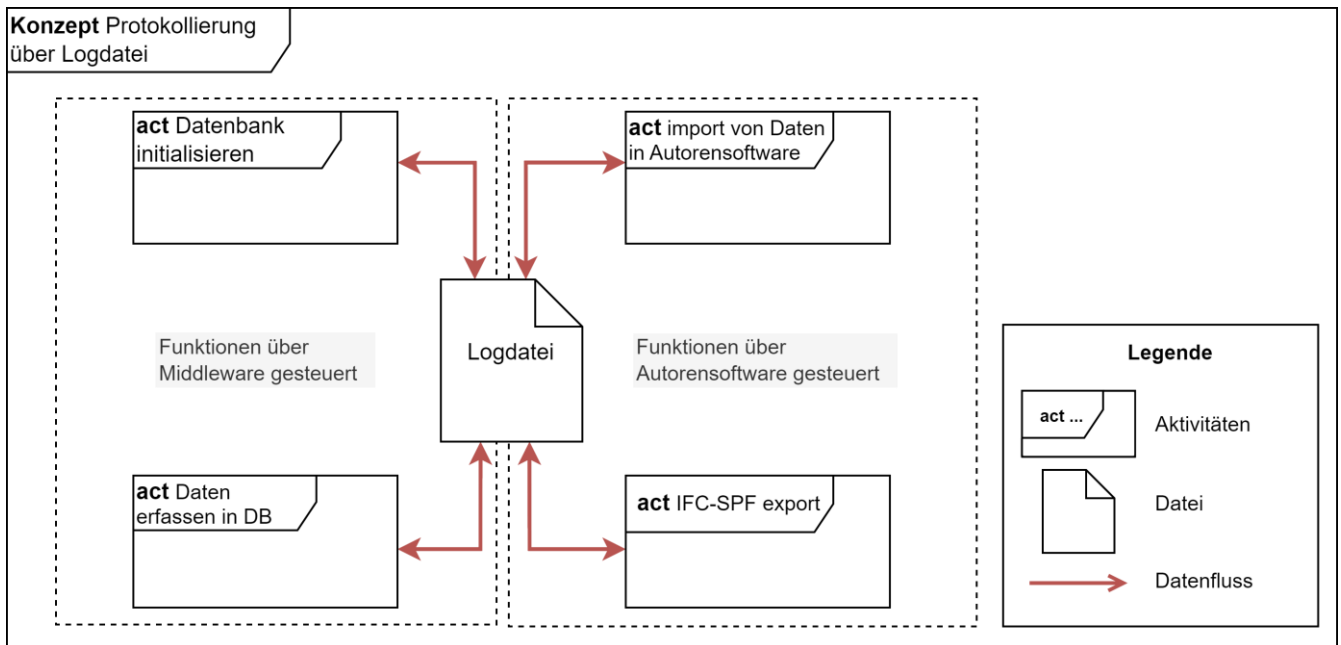 Konzept Protokollierung
über Logdatei
act Datenbank
initialisieren
act import von Daten
in Autorensoftware
Funktionen über
Middleware gesteuert
Logdatei
Funktionen über
Autorensoftware gesteuert
act Daten
erfassen in DB
act IFC-SPF export
Legende
act ...
Aktivitäten
Datei
Datenfluss